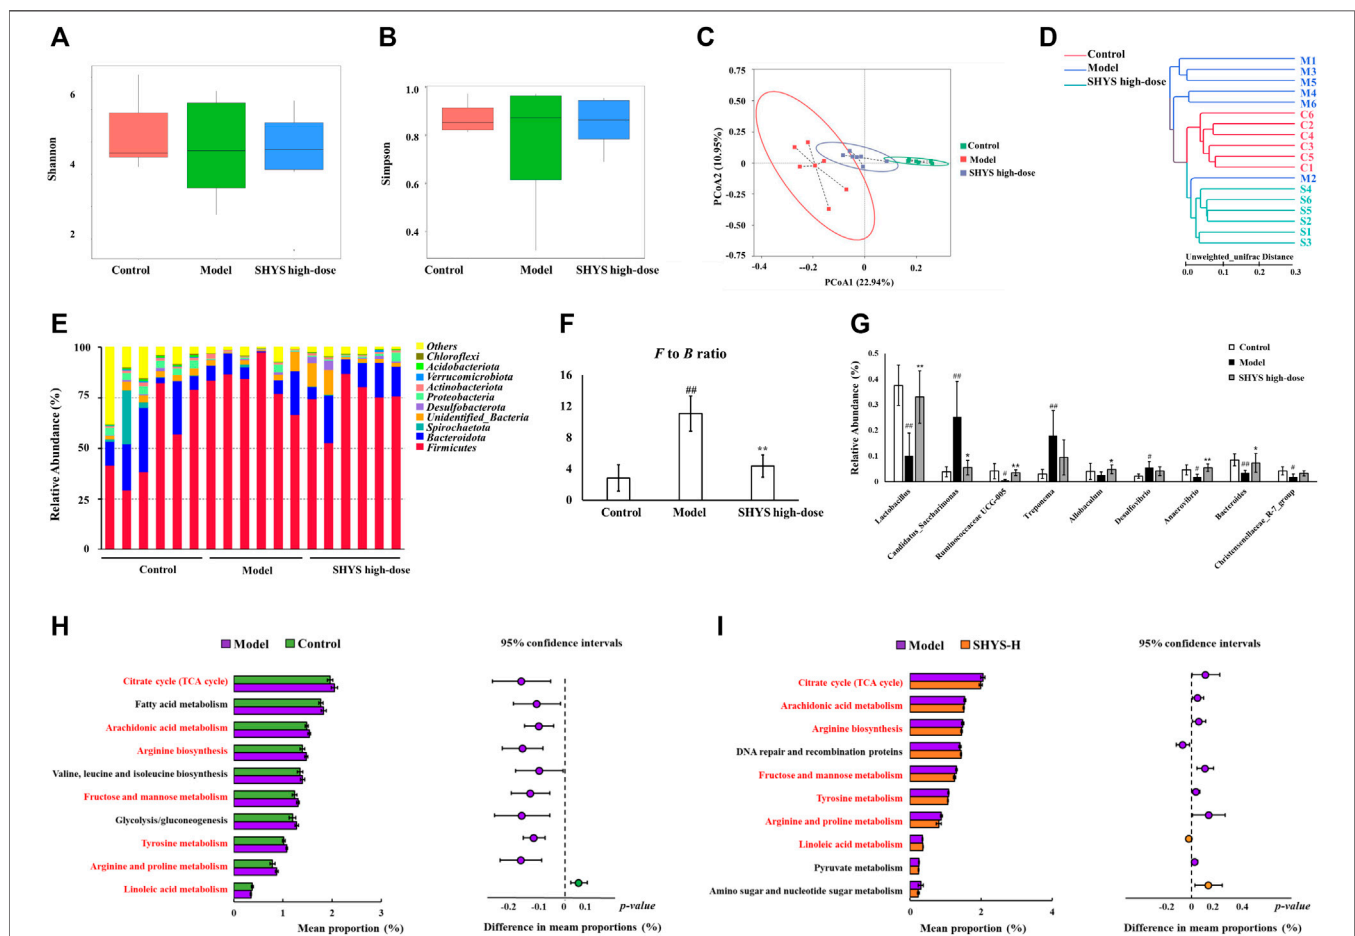 A
Shannon
6
4
2
Control
Model
SHYS high-dose
B
Simpson
1.0
0.8
0.6
0.4
Control
Model
SHYS high-dose
C
PCoA2 (10.95%)
0.75
0.50
0.25
0
-0.25
-0.50
-0.75
-0.4
--0.2
0
0.2
PCoA1 (22.94%)
Control
Model
SHYS high-dose
D
Control
Model
SHYS high-dose
M1
M3
M5
M4
M6
C6
C2
C4
C3
C5
C1
M2
S4
S6
S5
S2
S1
S3
Unweighted_unifrac Distance
0.0
0.1
0.2
0.3
E
Relative Abundance (%)
100
75
50
25
0
Control
Model
SHYS high-dose
Others
Chloroflexi
Acidobacteriota
Verrucomicrobiota
Actinobacteriota
Proteobacteria
Desulfobacterota
Unidentified_Bacteria
Spirochaetota
Bacteroidota
Firmicutes
F
F to B ratio
16
12
8
4
0
##
**
Control
Model
SHYS high-dose
G
Control
Model
SHYS high-dose
Relative Abundance (%)
0.5
0.4
0.3
0.2
0.1
0
##
**
##
*
#
**
##
*
#
#
**
##
*
#
Lactobacillus
Candidatus_Saccharimonas
Ruminococcaceae UCG-005
Treponema
Allobaculum
Desulfovibrio
Anaerovibrio
Bacteroides
Christensenellaceae_R-7_group
H
Model
Control
95% confidence intervals
Citrate cycle (TCA cycle)
Fatty acid metabolism
Arachidonic acid metabolism
Arginine biosynthesis
Valine, leucine and isoleucine biosynthesis
Fructose and mannose metabolism
Glycolysis/gluconeogenesis
Tyrosine metabolism
Arginine and proline metabolism
Linoleic acid metabolism
0
1
2
3
Mean proportion (%)
-0.2
-0.1
0
0.1
p-value
Difference in meam proportions (%)
I
Model
SHYS-H
95% confidence intervals
Citrate cycle (TCA cycle)
Arachidonic acid metabolism
Arginine biosynthesis
DNA repair and recombination proteins
Fructose and mannose metabolism
Tyrosine metabolism
Arginine and proline metabolism
Linoleic acid metabolism
Pyruvate metabolism
Amino sugar and nucleotide sugar metabolism
0
2
4
Mean proportion (%)
-0.2
0
0.2
0.4
p-value
Difference in mean proportions (%)